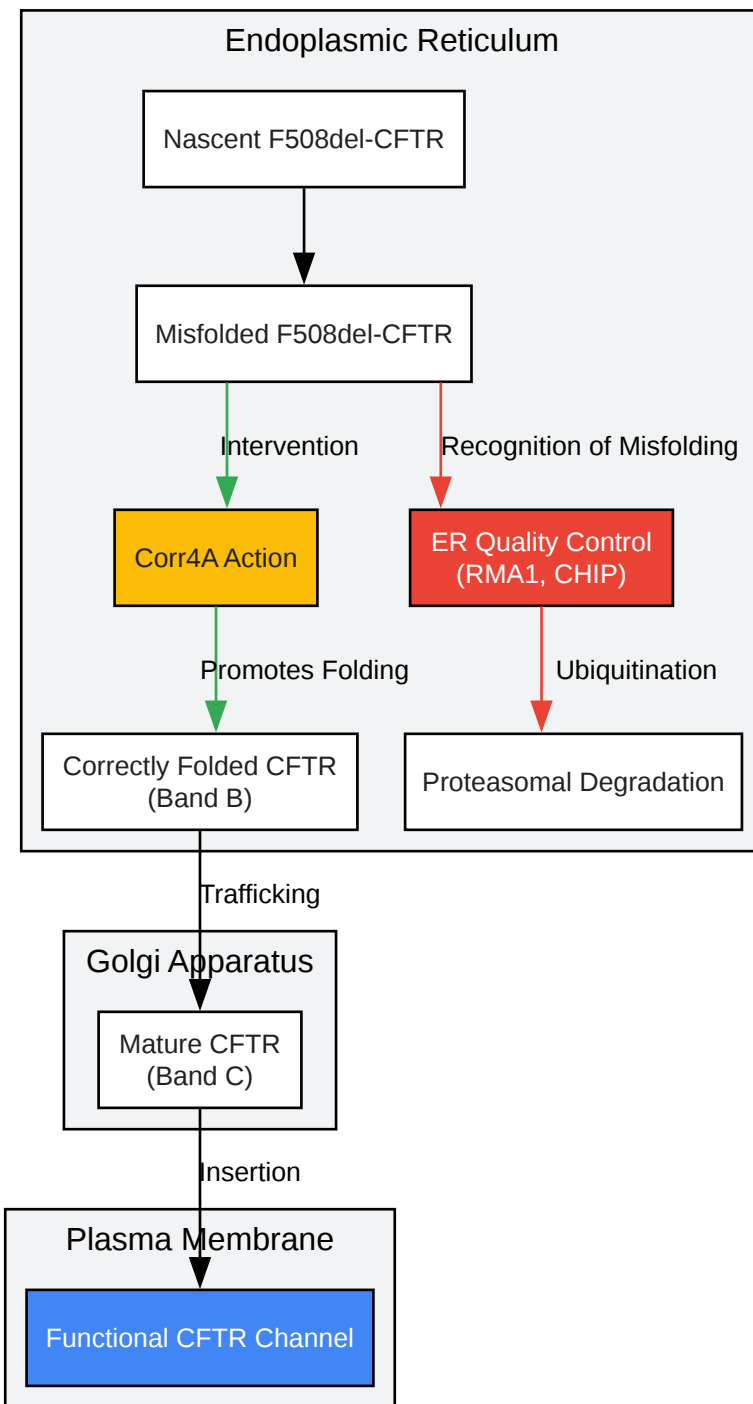 Endoplasmic Reticulum
Nascent F508del-CFTR
Misfolded F508del-CFTR
Intervention
Recognition of Misfolding
Corr4A Action
ER Quality Control
(RMA1, CHIP)
Promotes Folding
Ubiquitination
Correctly Folded CFTR
(Band B)
Proteasomal Degradation
Trafficking
Golgi Apparatus
Mature CFTR
(Band C)
Insertion
Plasma Membrane
Functional CFTR Channel